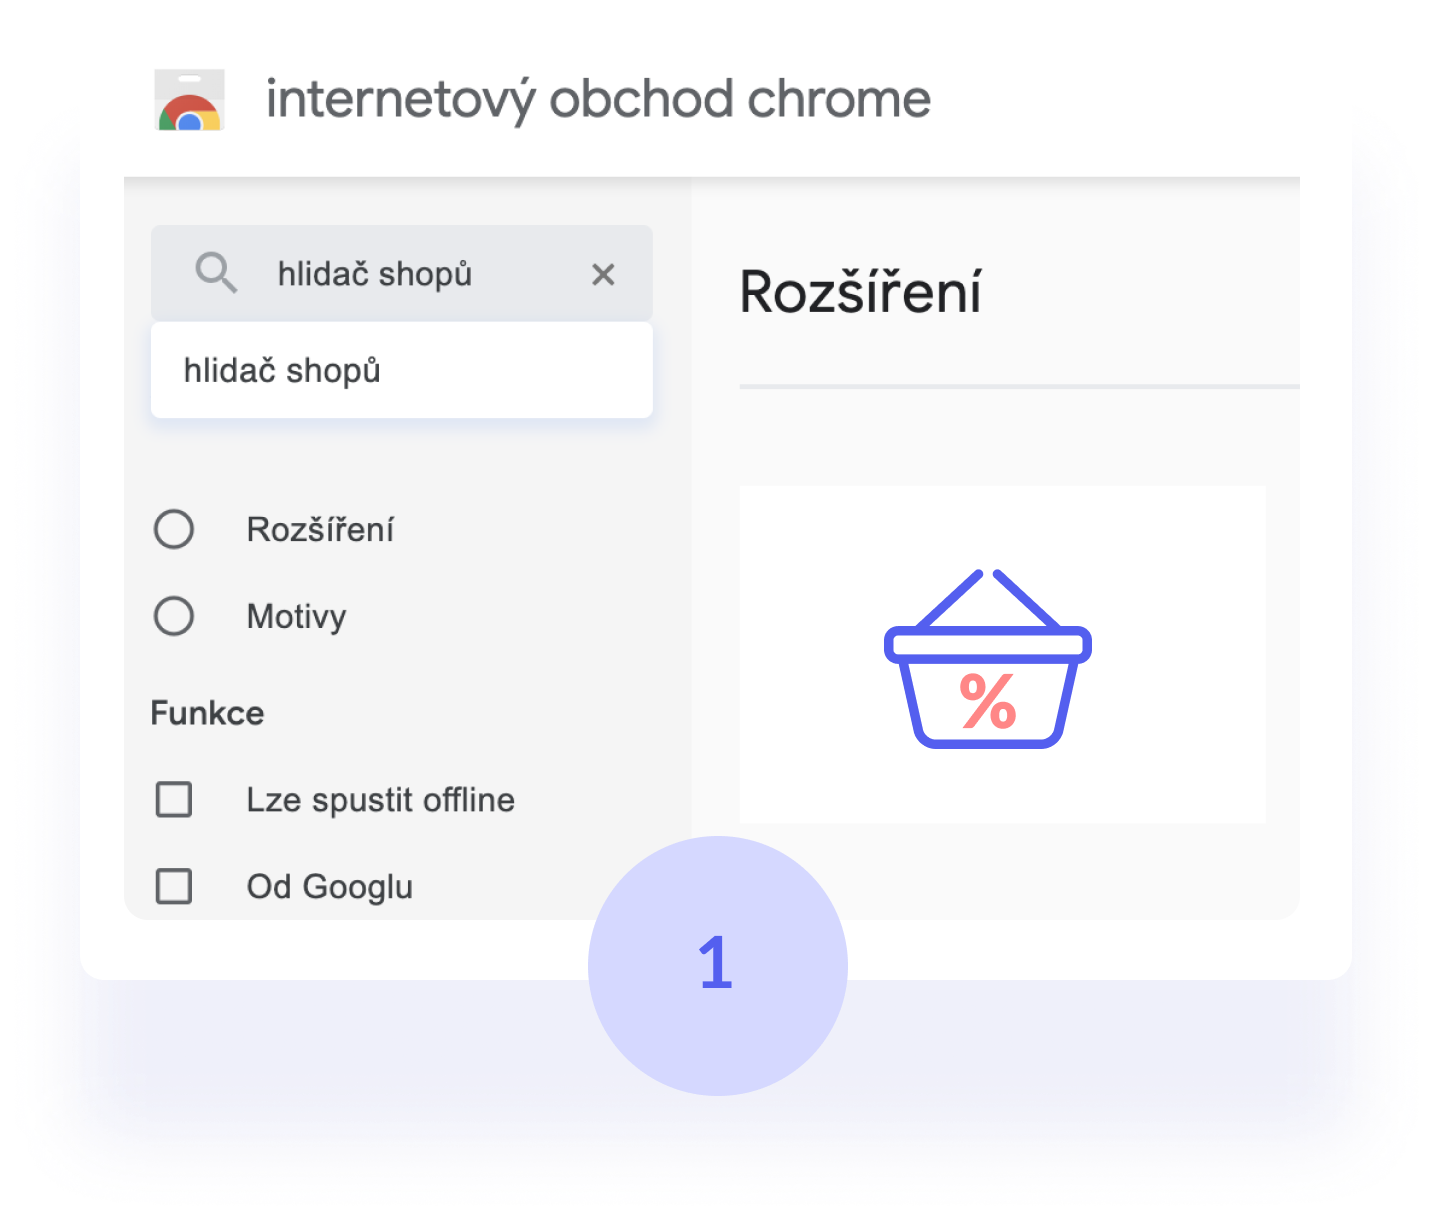 internetový obchod chrome
hlidač shopů
hlidač shopů
Rozšíření
Motivy
Funkce
Lze spustit offline
Od Googlu
Rozšíření
%
1